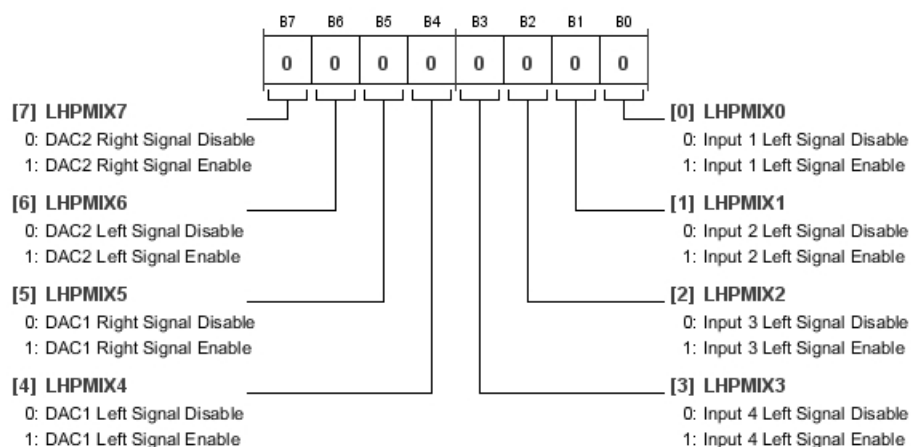 B7 B6 B5 B4 B3 B2 B1 B0
0 0 0 0 0 0 0 0
[7] LHPMIX7
0: DAC2 Right Signal Disable
1: DAC2 Right Signal Enable
[6] LHPMIX6
0: DAC2 Left Signal Disable
1: DAC2 Left Signal Enable
[5] LHPMIX5
0: DAC1 Right Signal Disable
1: DAC1 Right Signal Enable
[4] LHPMIX4
0: DAC1 Left Signal Disable
1: DAC1 Left Signal Enable
[0] LHPMIX0
0: Input 1 Left Signal Disable
1: Input 1 Left Signal Enable
[1] LHPMIX1
0: Input 2 Left Signal Disable
1: Input 2 Left Signal Enable
[2] LHPMIX2
0: Input 3 Left Signal Disable
1: Input 3 Left Signal Enable
[3] LHPMIX3
0: Input 4 Left Signal Disable
1: Input 4 Left Signal Enable